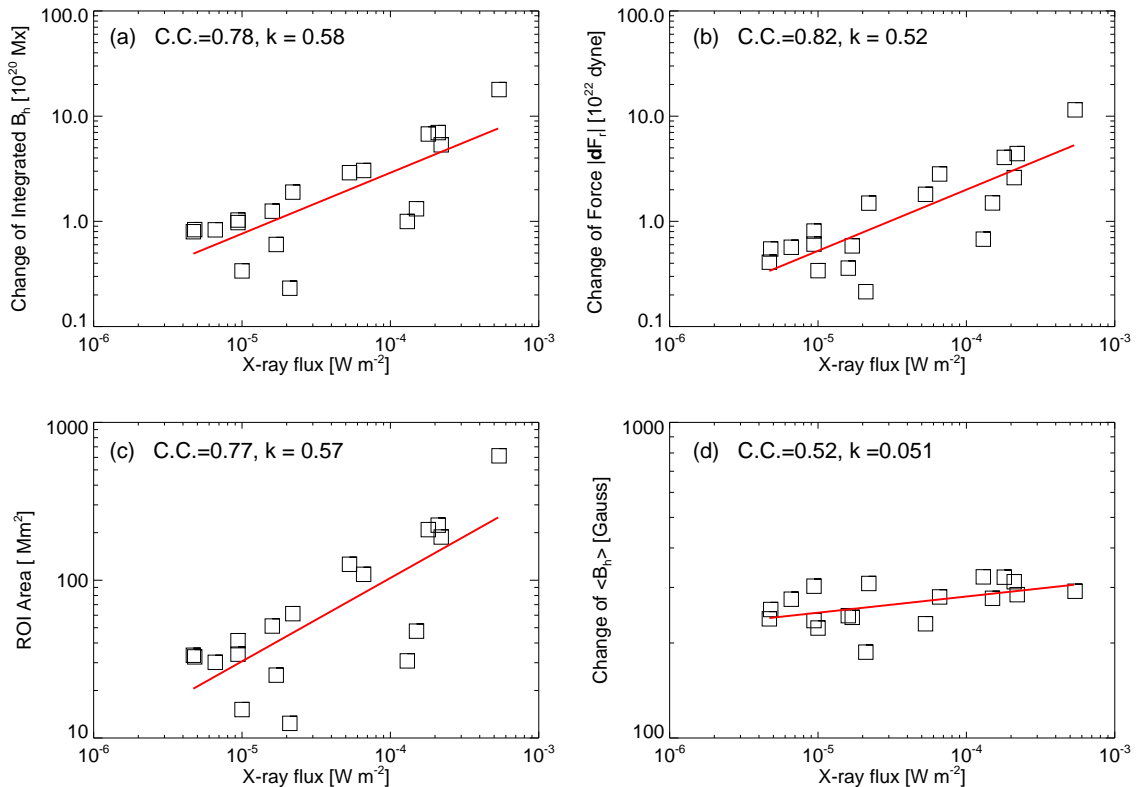 (a) C.C.=0.78, k = 0.58
Change of Integrated B_h [10^20 Mx]
100.0
10.0
1.0
0.1
10^-6 10^-5 10^-4 10^-3
X-ray flux [W m^-2]
(b) C.C.=0.82, k = 0.52
Change of Force |dF_r| [10^22 dyne]
100.0
10.0
1.0
0.1
10^-6 10^-5 10^-4 10^-3
X-ray flux [W m^-2]
(c) C.C.=0.77, k = 0.57
ROI Area [ Mm^2]
1000
100
10
10^-6 10^-5 10^-4 10^-3
X-ray flux [W m^-2]
(d) C.C.=0.52, k =0.051
Change of <B_h> [Gauss]
1000
100
10^-6 10^-5 10^-4 10^-3
X-ray flux [W m^-2]